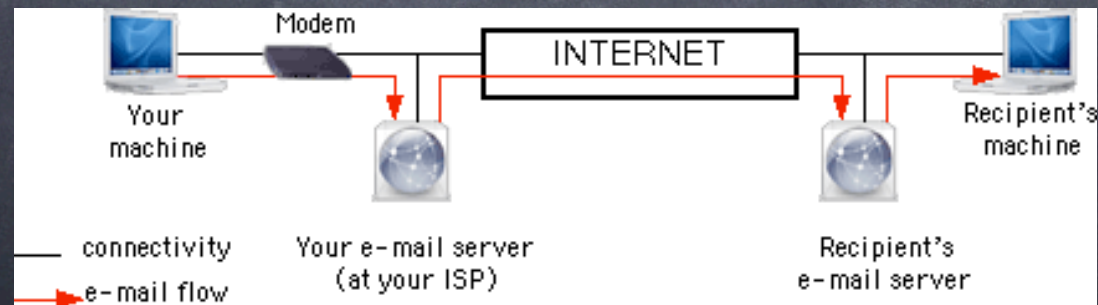 Modem
INTERNET
Your
machine
Recipient's
machine
connectivity
e-mail flow
Your e-mail server
(at your ISP)
Recipient's
e-mail server